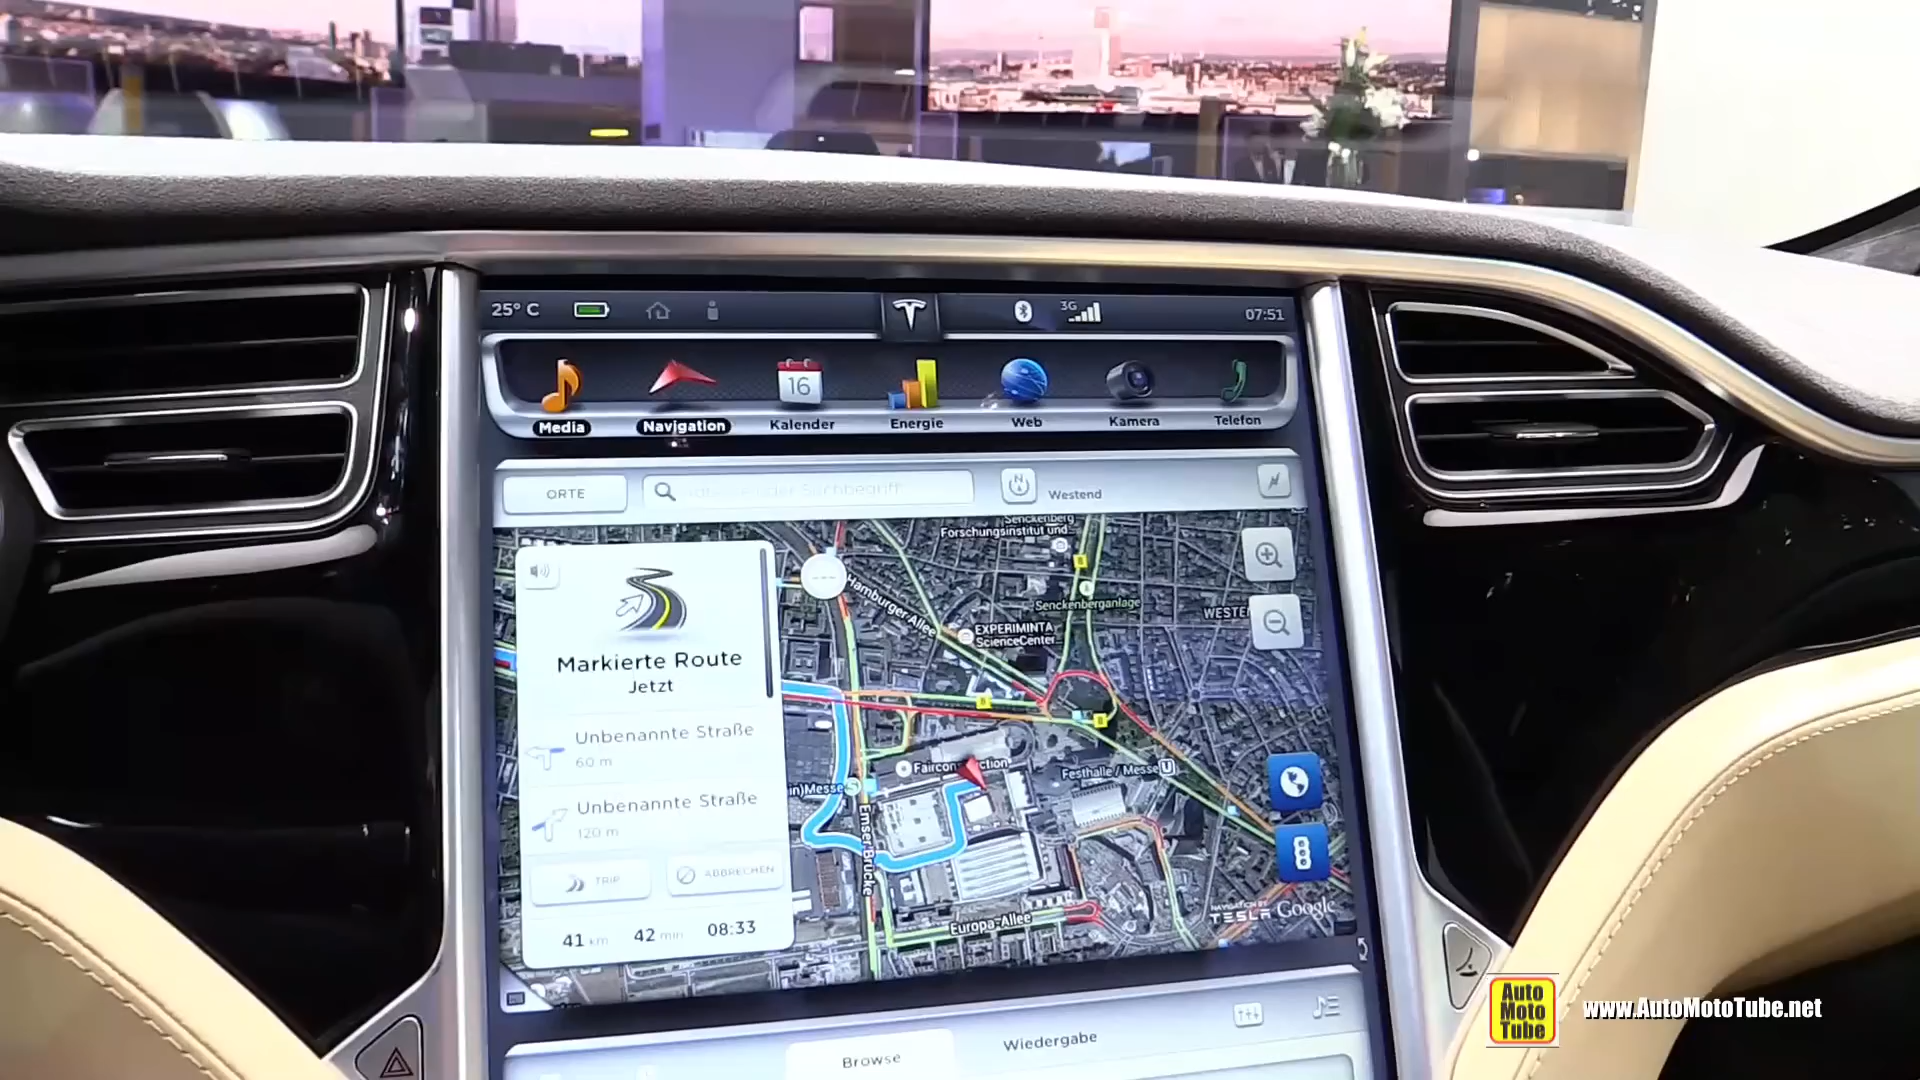 25° C
3G
07:51
16
Media
Navigation
Kalender
Energie
Web
Kamera
Telefon
ORTE
N
Westend
Senckenberg
Forschungsinstitut und...
Hamburger Allee
Senckenberganlage
EXPERIMINTA
ScienceCenter
Markierte Route
Jetzt
Unbenannte Straße
60 m
Unbenannte Straße
120 m
Festhalle / Messe U
Emser Brücke
TRIP
ABBRECHEN
41 km
42 min
08:33
Europa-Allee
NAVIGATION BY
TESLA Google
Browse
Wiedergabe
Auto
Moto
Tube
www.AutoMotoTube.net